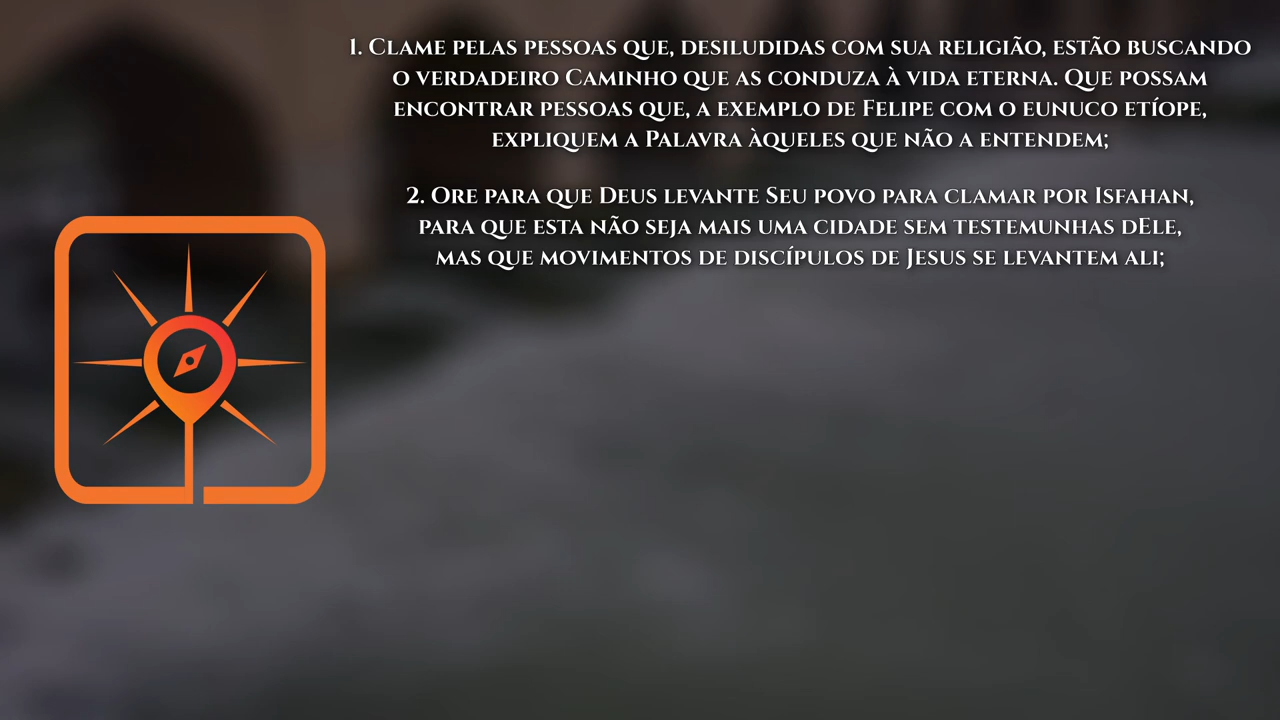 1. Clame pelas pessoas que, desiludidas com sua religião, estão buscando
o verdadeiro Caminho que as conduza à vida eterna. Que possam
encontrar pessoas que, a exemplo de Felipe com o eunuco etíope,
expliquem a Palavra àqueles que não a entendem;
2. Ore para que Deus levante Seu povo para clamar por Isfahan,
para que esta não seja mais uma cidade sem testemunhas dEle,
mas que movimentos de discípulos de Jesus se levantem ali;